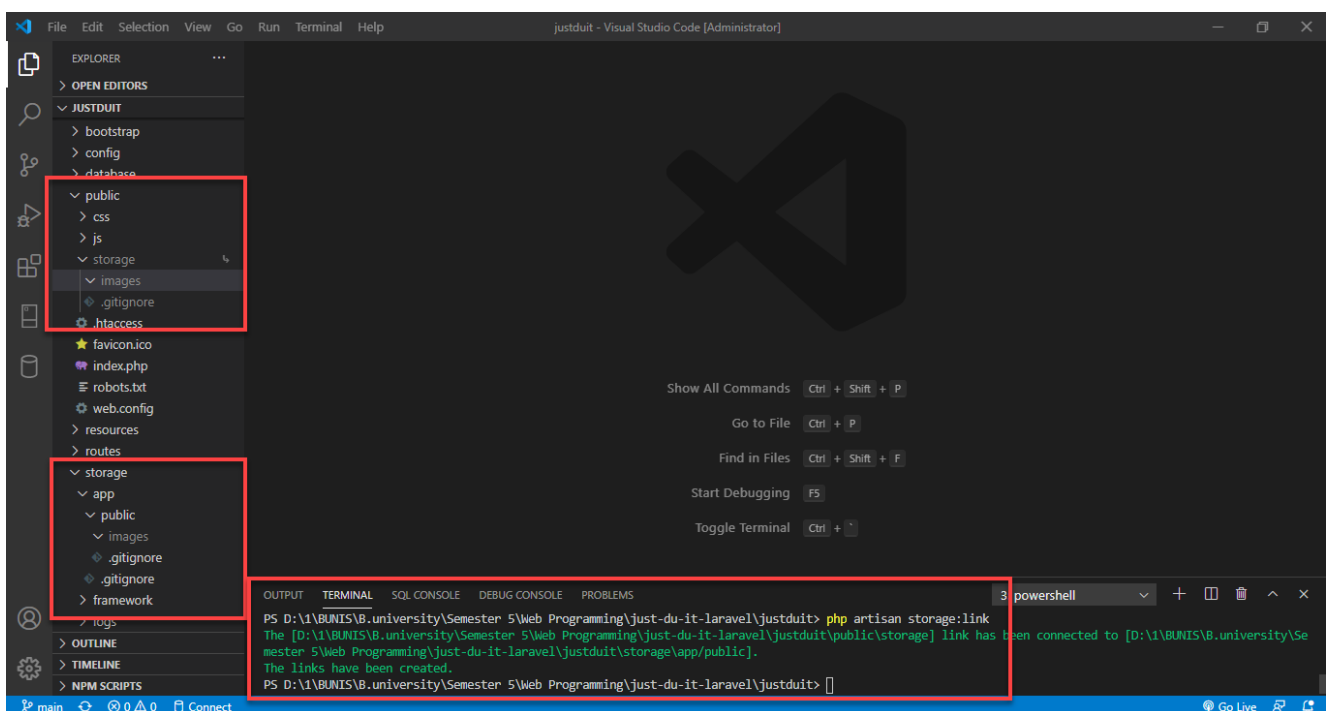 File Edit Selection View Go Run Terminal Help
justduit - Visual Studio Code [Administrator]
EXPLORER
OPEN EDITORS
JUSTDUIT
bootstrap
config
database
public
css
js
storage
images
.gitignore
.htaccess
favicon.ico
index.php
robots.txt
web.config
resources
routes
storage
app
public
images
.gitignore
.gitignore
framework
logs
OUTLINE
TIMELINE
NPM SCRIPTS
Show All Commands Ctrl + Shift + P
Go to File Ctrl + P
Find in Files Ctrl + Shift + F
Start Debugging F5
Toggle Terminal Ctrl + `
OUTPUT TERMINAL SQL CONSOLE DEBUG CONSOLE PROBLEMS
3: powershell
PS D:\1\BUNIS\B.university\Semester 5\Web Programming\just-du-it-laravel\justduit> php artisan storage:link
The [D:\1\BUNIS\B.university\Semester 5\Web Programming\just-du-it-laravel\justduit\public\storage] link has been connected to [D:\1\BUNIS\B.university\Se
mester 5\Web Programming\just-du-it-laravel\justduit\storage\app/public].
The links have been created.
PS D:\1\BUNIS\B.university\Semester 5\Web Programming\just-du-it-laravel\justduit>
main 0 0 Connect
Go Live